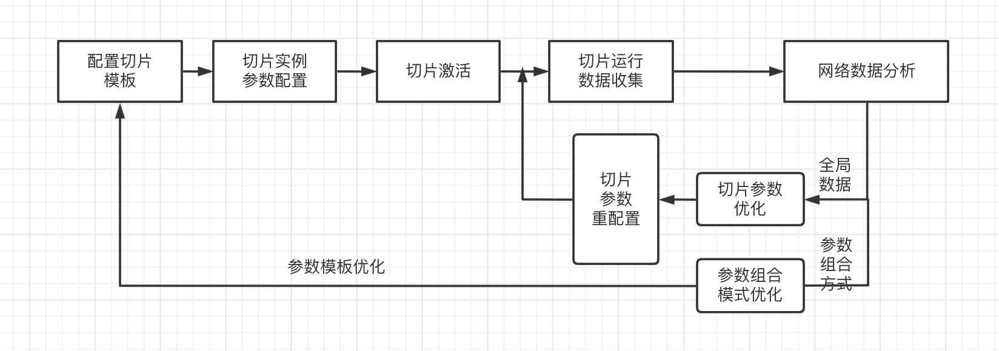 配置切片
模板
切片实例
参数配置
切片激活
切片运行
数据收集
网络数据分析
切片
参数
重配置
切片参数
优化
全局
数据
参数模板优化
参数组合
模式优化
参数
组合
方式